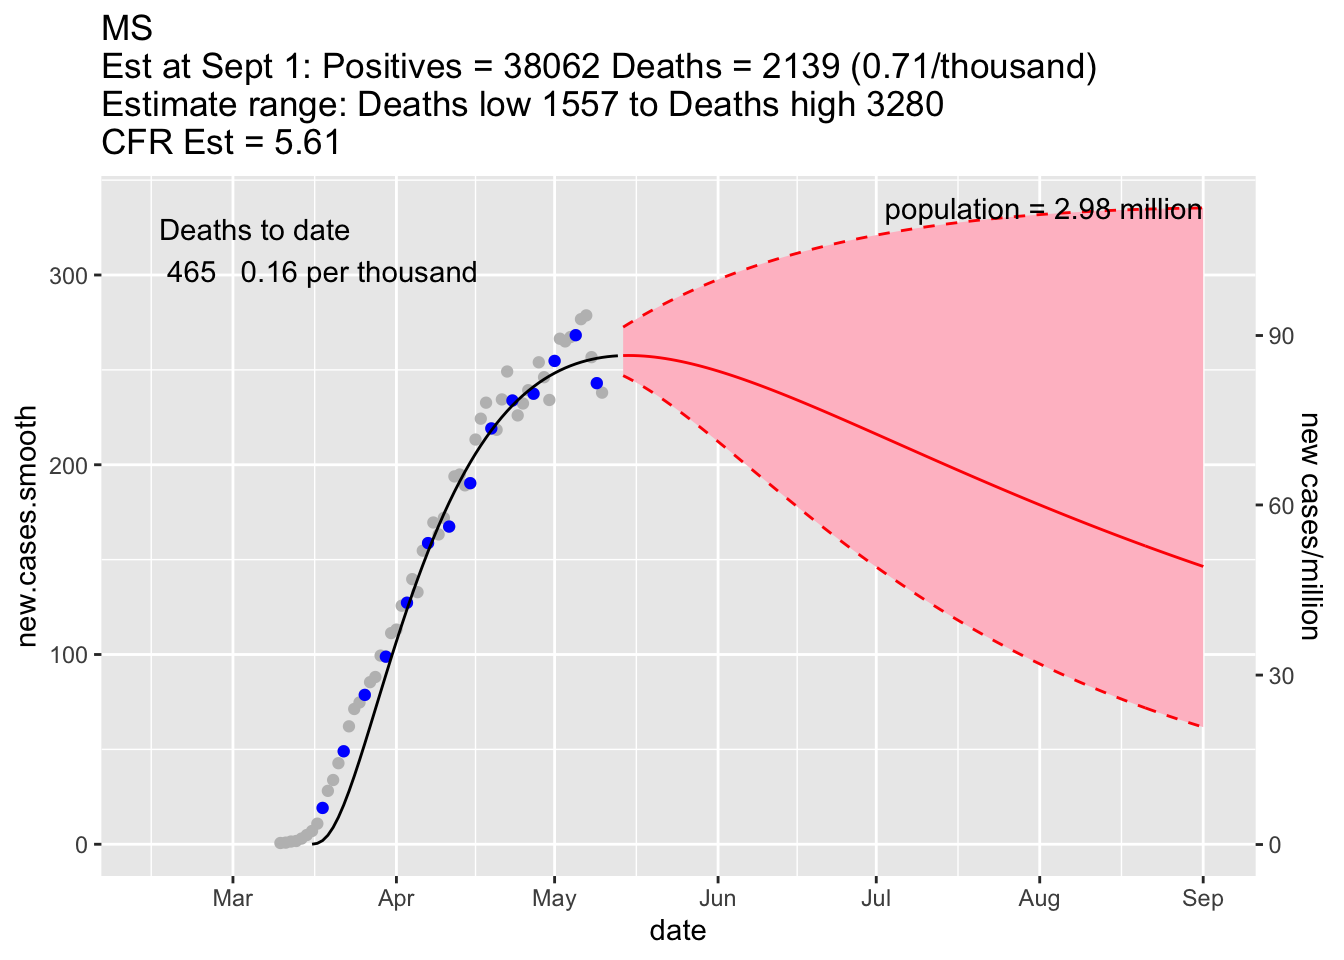 MS
Est at Sept 1: Positives = 38062 Deaths = 2139 (0.71/thousand)
Estimate range: Deaths low 1557 to Deaths high 3280
CFR Est = 5.61
population = 2.98 million
Deaths to date
465 0.16 per thousand
300
200
100
0
new.cases.smooth
90
60
30
0
new cases/million
Mar Apr May Jun Jul Aug Sep
date